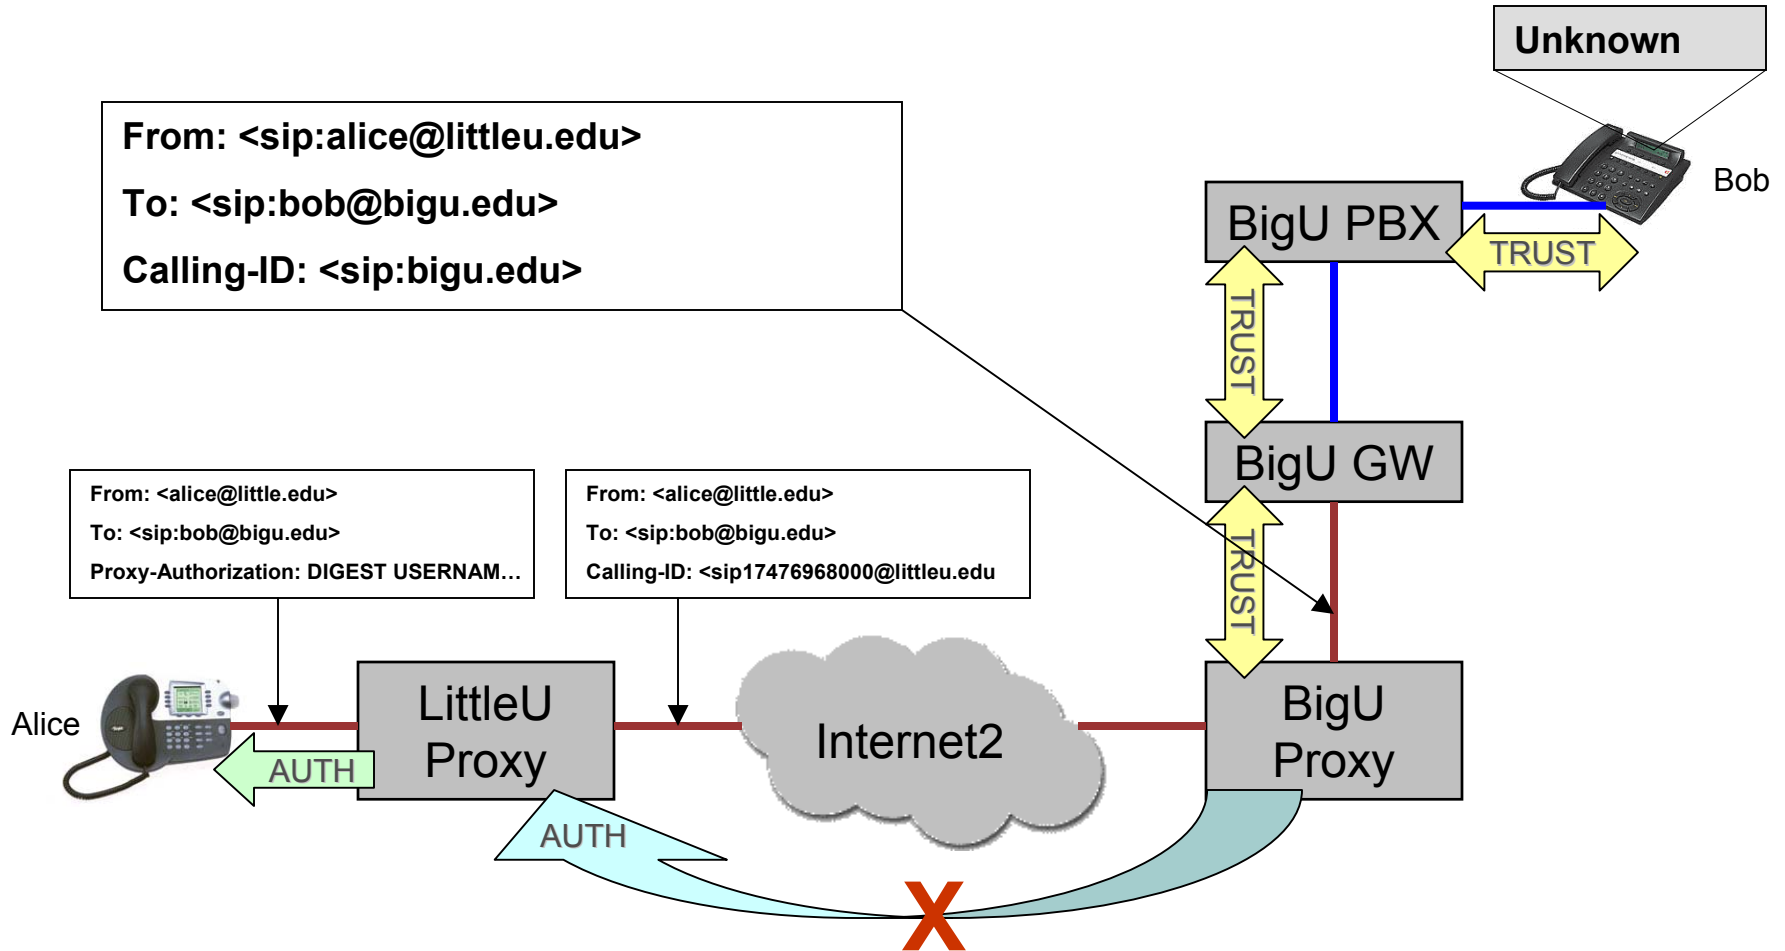 Unknown
From: <sip:alice@littleu.edu>
To: <sip:bob@bigu.edu>
Calling-ID: <sip:bigu.edu>
Bob
BigU PBX
TRUST
TRUST
BigU GW
TRUST
From: <alice@little.edu>
To: <sip:bob@bigu.edu>
Proxy-Authorization: DIGEST USERNAM…
From: <alice@little.edu>
To: <sip:bob@bigu.edu>
Calling-ID: <sip17476968000@littleu.edu
Alice
LittleU
Proxy
Internet2
BigU
Proxy
AUTH
AUTH
X